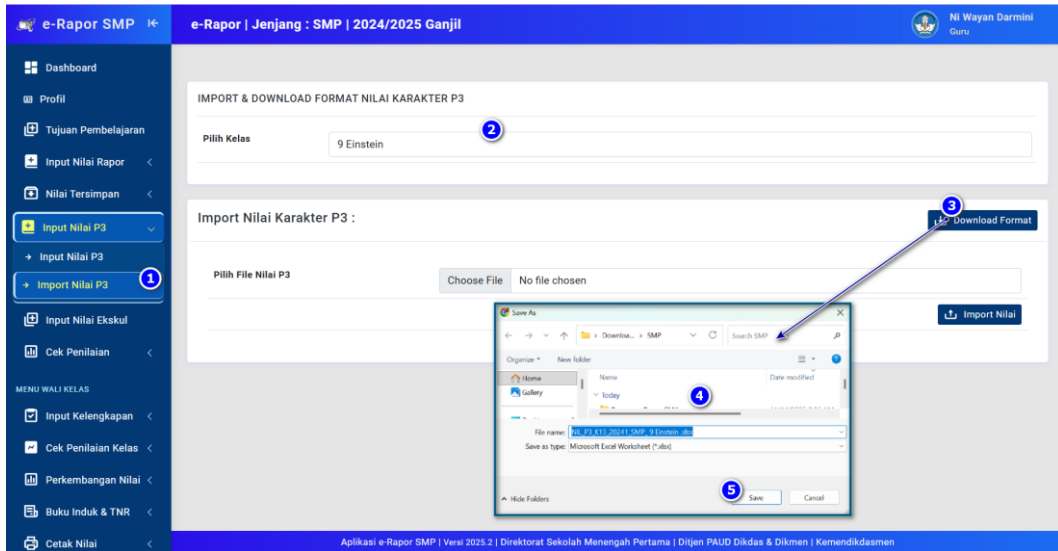 e-Rapor SMP
e-Rapor | Jenjang : SMP | 2024/2025 Ganjil
Ni Wayan Darmini
Guru
Dashboard
Profil
Tujuan Pembelajaran
Input Nilai Rapor
Nilai Tersimpan
Input Nilai P3
Input Nilai P3
Import Nilai P3
1
Input Nilai Ekskul
Cek Penilaian
MENU WALI KELAS
Input Kelengkapan
Cek Penilaian Kelas
Perkembangan Nilai
Buku Induk & TNR
Cetak Nilai
IMPORT & DOWNLOAD FORMAT NILAI KARAKTER P3
Pilih Kelas
9 Einstein
2
Import Nilai Karakter P3 :
3
Download Format
Pilih File Nilai P3
Choose File No file chosen
Import Nilai
Save As
Downloa... > SMP
Search SMP
Organize
New folder
Home
Gallery
Name
Date modified
Today
4
File name: NIL_P3_K13_20241_SMP_9 Einstein .xlsx
Save as type: Microsoft Excel Worksheet (*.xlsx)
Hide Folders
5
Save
Cancel
Aplikasi e-Rapor SMP | Versi 2025.2 | Direktorat Sekolah Menengah Pertama | Ditjen PAUD Dikdas & Dikmen | Kemendikdasmen